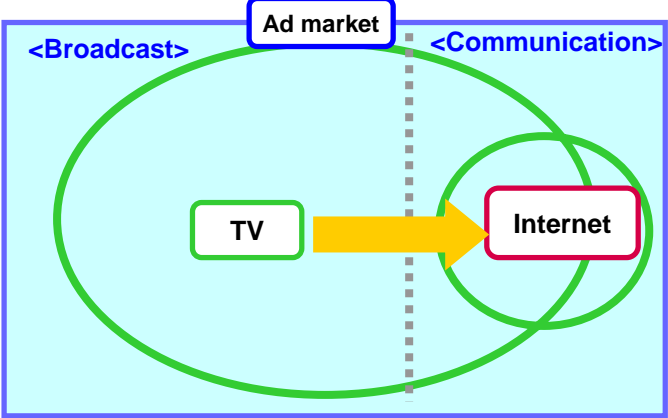 Ad market
<Broadcast>
<Communication>
TV
Internet